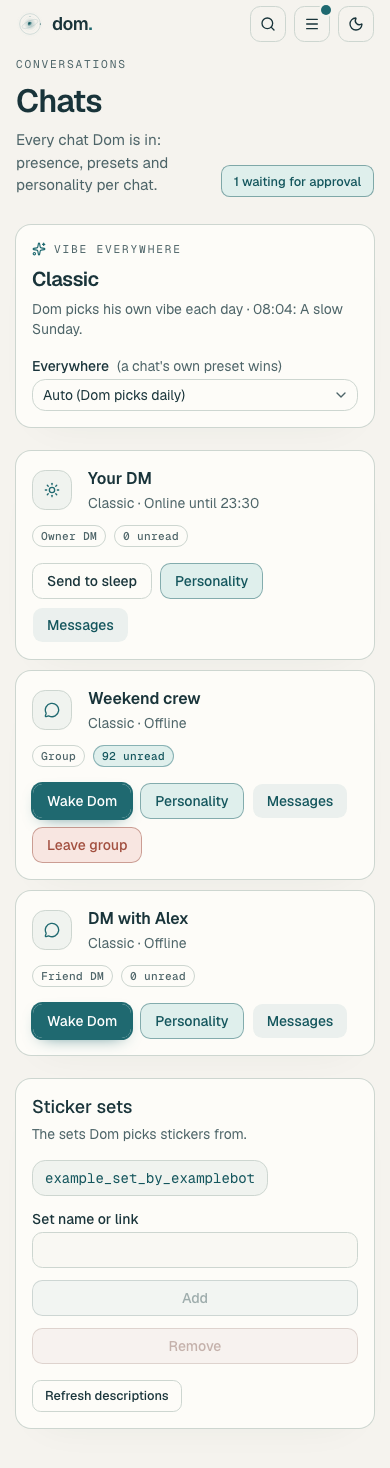 dom.
CONVERSATIONS
Chats
Every chat Dom is in:
presence, presets and
personality per chat.
1 waiting for approval
VIBE EVERYWHERE
Classic
Dom picks his own vibe each day · 08:04: A slow
Sunday.
Everywhere (a chat's own preset wins)
Auto (Dom picks daily)
Your DM
Classic · Online until 23:30
Owner DM 0 unread
Send to sleep Personality
Messages
Weekend crew
Classic · Offline
Group 92 unread
Wake Dom Personality Messages
Leave group
DM with Alex
Classic · Offline
Friend DM 0 unread
Wake Dom Personality Messages
Sticker sets
The sets Dom picks stickers from.
example_set_by_examplebot
Set name or link
Add
Remove
Refresh descriptions